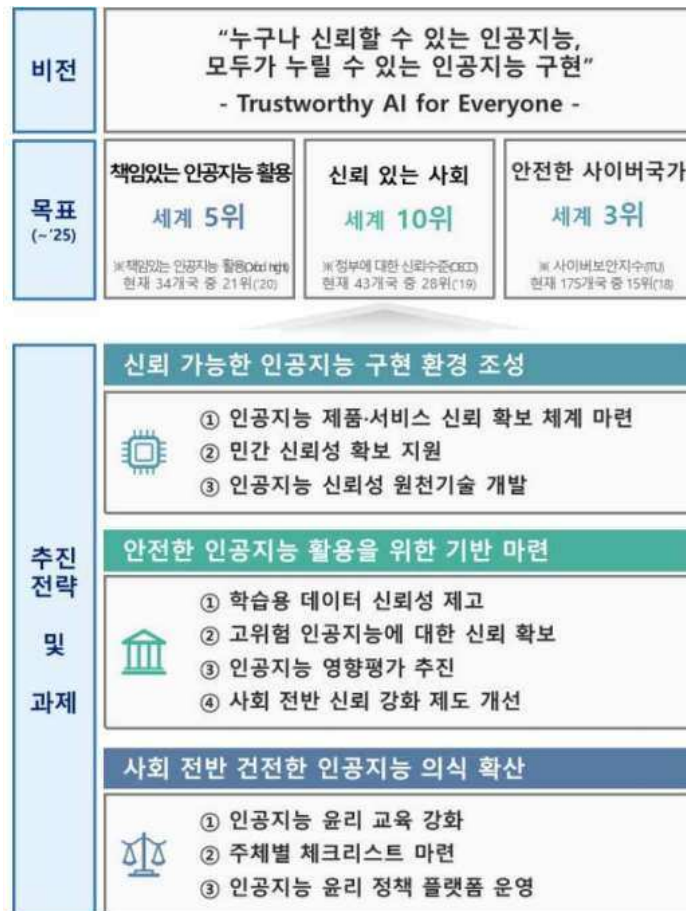 비전
“누구나 신뢰할 수 있는 인공지능,
모두가 누릴 수 있는 인공지능 구현”
- Trustworthy AI for Everyone -
목표
(~‘25)
책임있는 인공지능 활용
세계 5위
※책임있는 인공지능 활용
현재 34개국 중 21위(‘20)
신뢰 있는 사회
세계 10위
※정부에 대한 신뢰수준(OECD)
현재 43개국 중 28위(‘19)
안전한 사이버국가
세계 3위
※ 사이버보안지수(ITU)
현재 175개국 중 15위(‘18)
추진
전략
및
과제
신뢰 가능한 인공지능 구현 환경 조성
① 인공지능 제품·서비스 신뢰 확보 체계 마련
② 민간 신뢰성 확보 지원
③ 인공지능 신뢰성 원천기술 개발
안전한 인공지능 활용을 위한 기반 마련
① 학습용 데이터 신뢰성 제고
② 고위험 인공지능에 대한 신뢰 확보
③ 인공지능 영향평가 추진
④ 사회 전반 신뢰 강화 제도 개선
사회 전반 건전한 인공지능 의식 확산
① 인공지능 윤리 교육 강화
② 주체별 체크리스트 마련
③ 인공지능 윤리 정책 플랫폼 운영